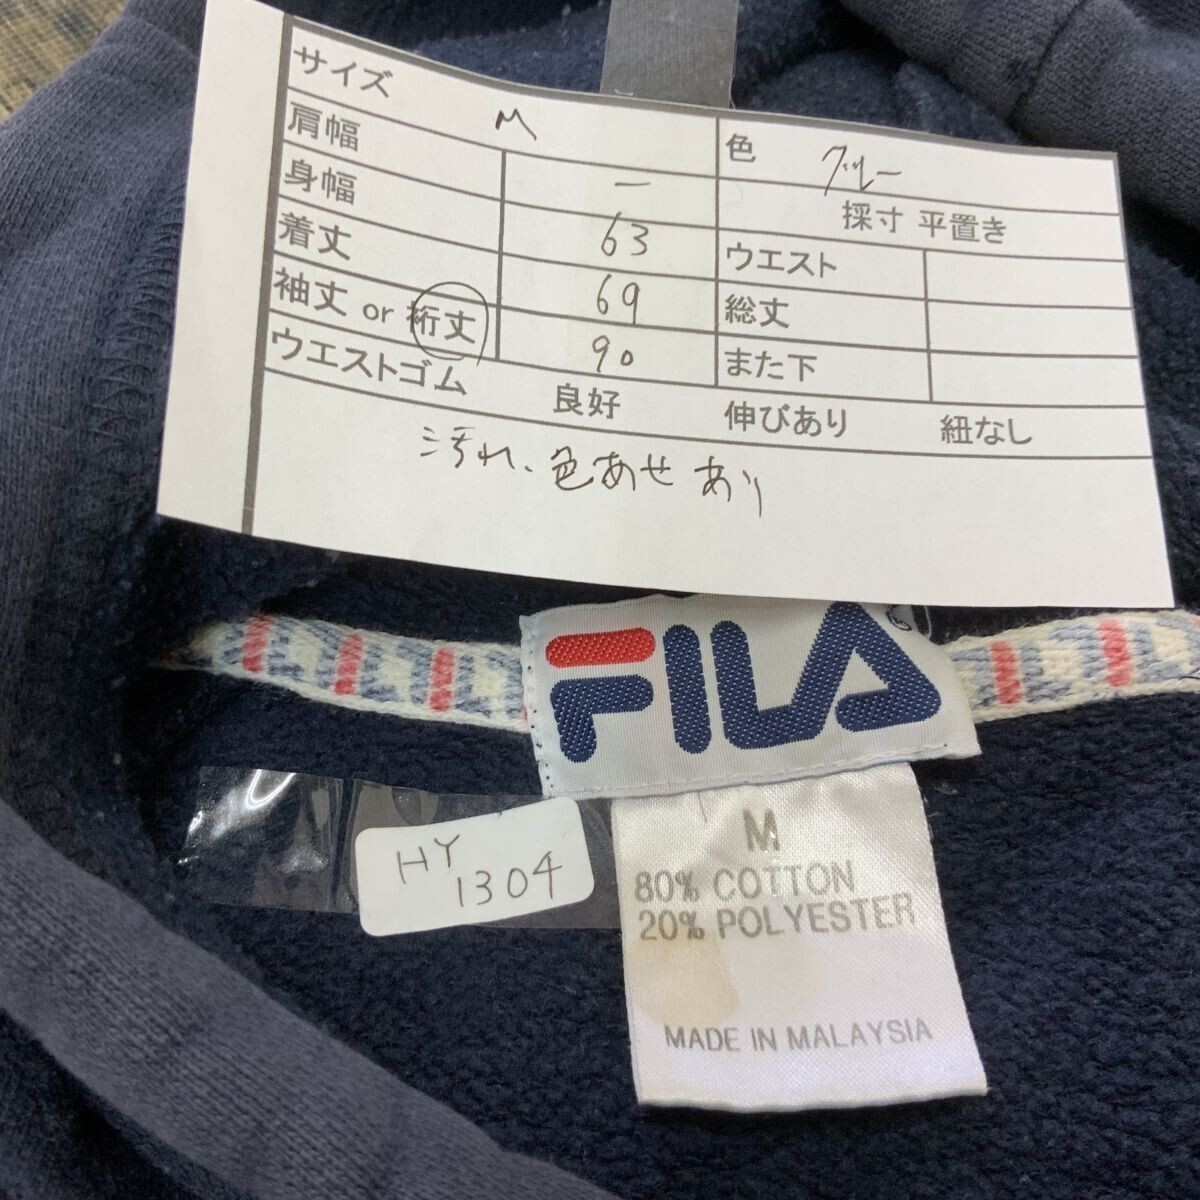 サイズ M
色 ブルー
肩幅 —
採寸 平置き
身幅 63
ウエスト
着丈 69
総丈
袖丈 or 裄丈 90
また下
ウエストゴム 良好 伸びあり 紐なし
汚れ、色あせあり
FILA®
HY
1304
M
80% COTTON
20% POLYESTER
MADE IN MALAYSIA